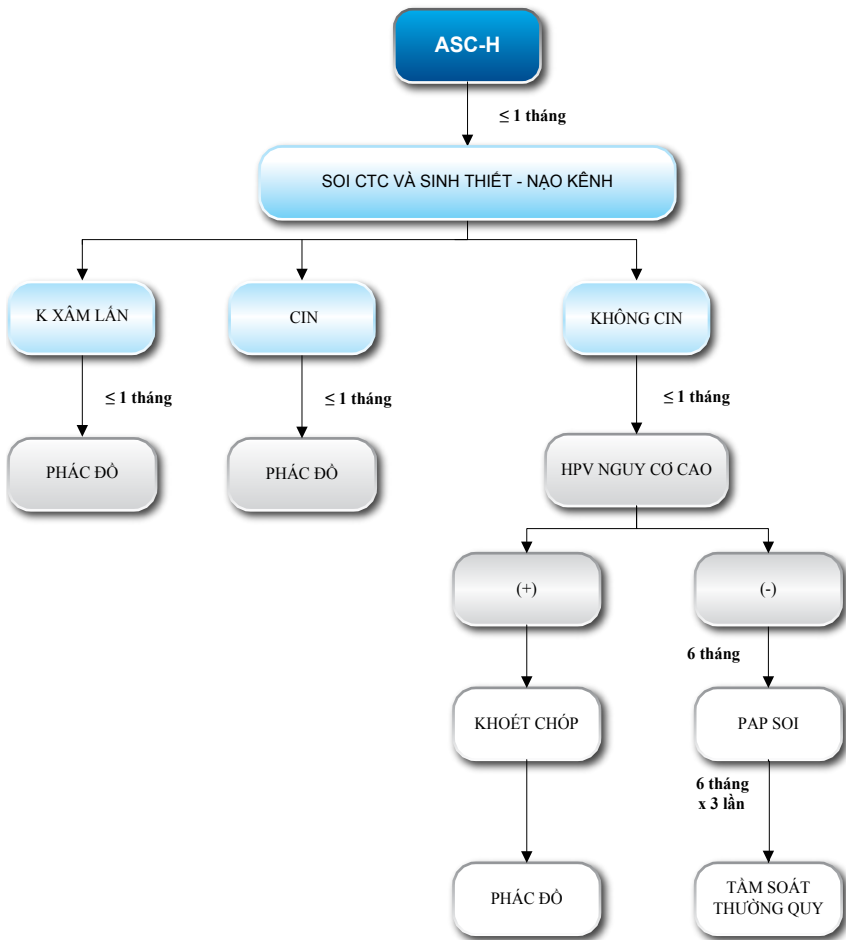 ASC-H
≤ 1 tháng
SOI CTC VÀ SINH THIẾT - NẠO KÊNH
K XÂM LẤN
CIN
KHÔNG CIN
≤ 1 tháng
≤ 1 tháng
≤ 1 tháng
PHÁC ĐỒ
PHÁC ĐỒ
HPV NGUY CƠ CAO
(+)
(-)
6 tháng
KHOÉT CHÓP
PAP SOI
6 tháng
x 3 lần
PHÁC ĐỒ
TẦM SOÁT
THƯỜNG QUY